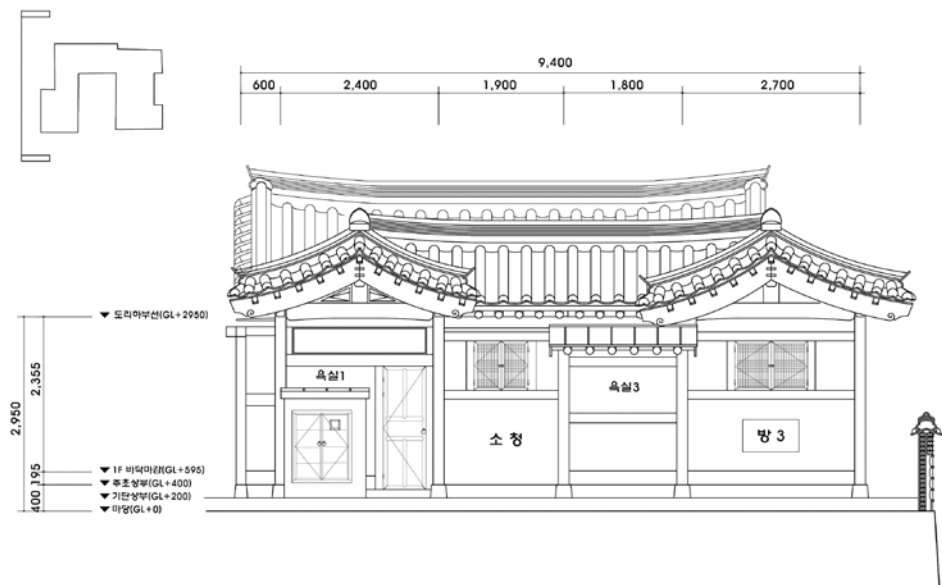 9,400
600 2,400 1,900 1,800 2,700
▼ 도리하부선(GL+2950)
욕실1
욕실3
2,355
2,950
소청
방 3
▼ 1F 바닥마감(GL+595)
195
▼ 주초상부(GL+400)
▼ 기단상부(GL+200)
400
▼ 마당(GL+0)